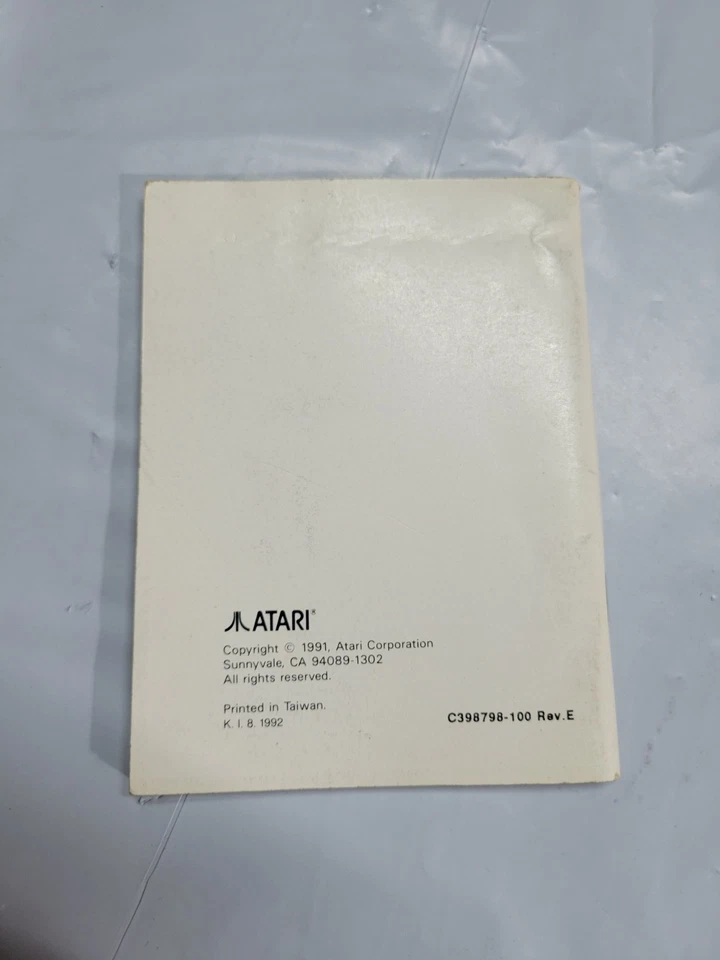 ATARI®
Copyright © 1991, Atari Corporation
Sunnyvale, CA 94089-1302
All rights reserved.
Printed in Taiwan.
K. I. 8. 1992
C398798-100 Rev.E